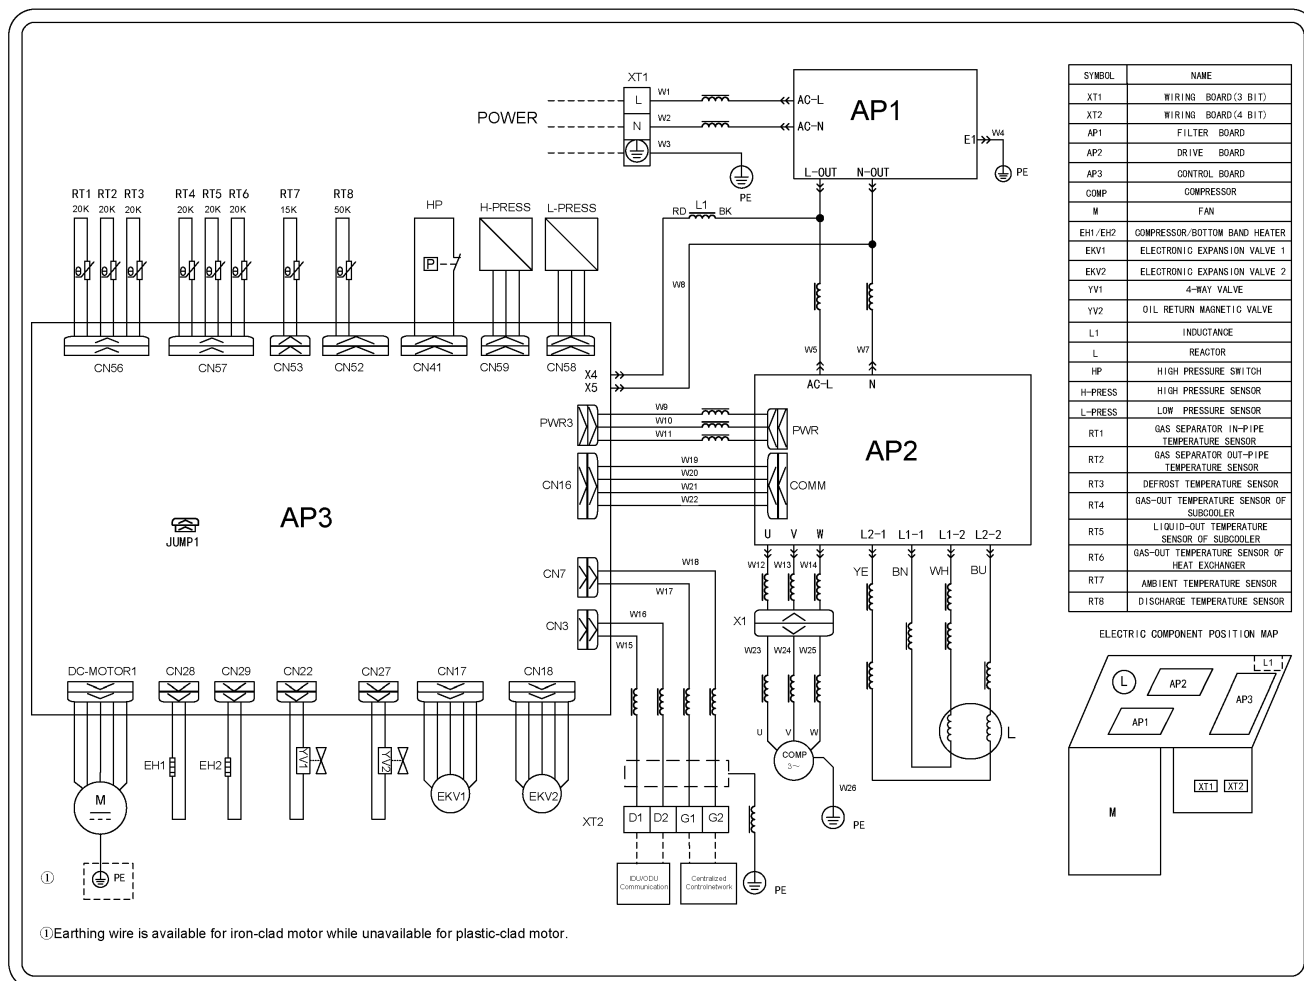 XT1
POWER
L
N
W1
W2
W3
PE
AC-L
AC-N
AP1
E1
W4
PE
L-OUT N-OUT
RT1 RT2 RT3
20K 20K 20K
RT4 RT5 RT6
20K 20K 20K
RT7
15K
RT8
50K
HP
P
H-PRESS
L-PRESS
θ θ θ θ θ θ θ θ
RD L1 BK
W8
W5 W7
CN56
CN57
CN53
CN52
CN41
CN59
CN58
X4
X5
AC-L N
PWR3
W9
W10
W11
PWR
AP2
CN16
W19
W20
W21
W22
COMM
AP3
JUMP1
U V W L2-1 L1-1 L1-2 L2-2
CN7
W18
W17
CN3
W16
W15
W12 W13 W14
YE BN WH BU
X1
W23 W24 W25
U V W
COMP
3~
W26
PE
L
DC-MOTOR1
CN28
CN29
CN22
CN27
CN17
CN18
M
EH1
EH2
YV1
YV2
EKV1
EKV2
XT2
D1 D2 G1 G2
IDU/ODU
Communication
Centralized
Controlnetwork
PE
① PE
①Earthing wire is available for iron-clad motor while unavailable for plastic-clad motor.
SYMBOL NAME
XT1 WIRING BOARD(3 BIT)
XT2 WIRING BOARD(4 BIT)
AP1 FILTER BOARD
AP2 DRIVE BOARD
AP3 CONTROL BOARD
COMP COMPRESSOR
M FAN
EH1/EH2 COMPRESSOR/BOTTOM BAND HEATER
EKV1 ELECTRONIC EXPANSION VALVE 1
EKV2 ELECTRONIC EXPANSION VALVE 2
YV1 4-WAY VALVE
YV2 OIL RETURN MAGNETIC VALVE
L1 INDUCTANCE
L REACTOR
HP HIGH PRESSURE SWITCH
H-PRESS HIGH PRESSURE SENSOR
L-PRESS LOW PRESSURE SENSOR
RT1 GAS SEPARATOR IN-PIPE
TEMPERATURE SENSOR
RT2 GAS SEPARATOR OUT-PIPE
TEMPERATURE SENSOR
RT3 DEFROST TEMPERATURE SENSOR
RT4 GAS-OUT TEMPERATURE SENSOR OF
SUBCOOLER
RT5 LIQUID-OUT TEMPERATURE
SENSOR OF SUBCOOLER
RT6 GAS-OUT TEMPERATURE SENSOR OF
HEAT EXCHANGER
RT7 AMBIENT TEMPERATURE SENSOR
RT8 DISCHARGE TEMPERATURE SENSOR
ELECTRIC COMPONENT POSITION MAP
L1
L
AP2
AP1
AP3
XT1 XT2
M